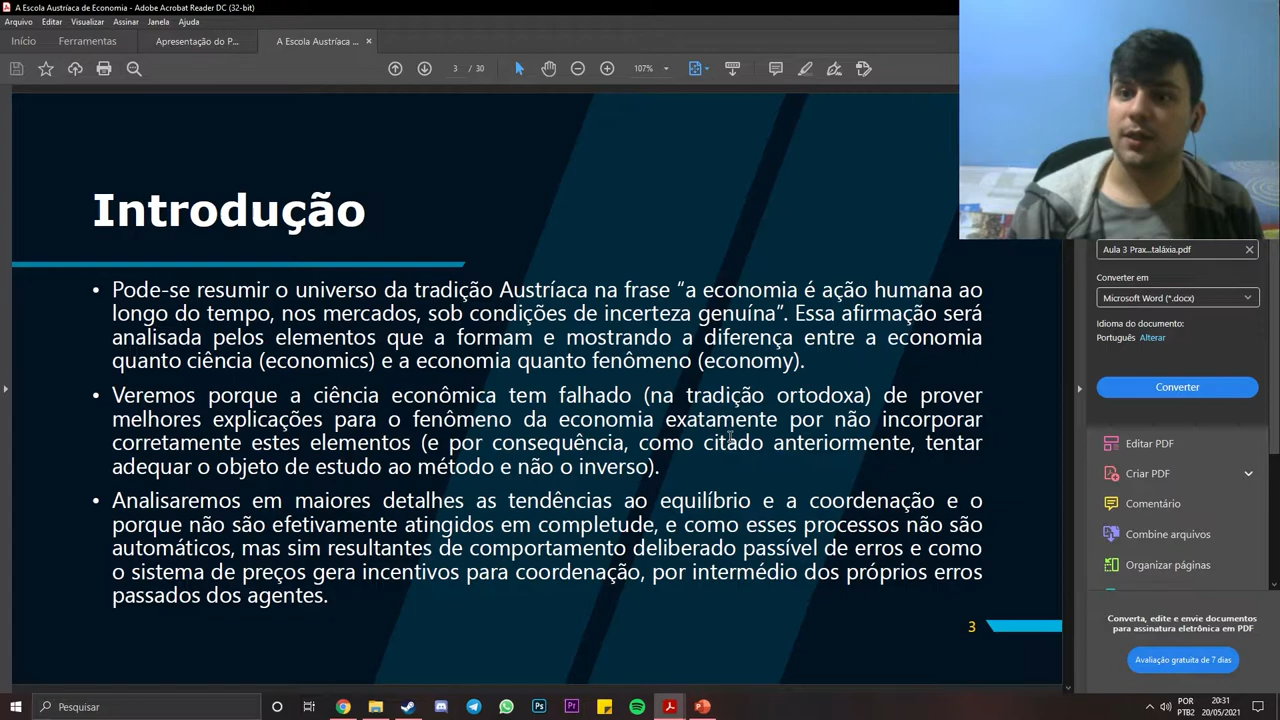 A Escola Austríaca de Economia - Adobe Acrobat Reader DC (32-bit)
Arquivo Editar Visualizar Assinar Janela Ajuda
Início Ferramentas Apresentação do P... A Escola Austríaca ...
3 / 30 107%
Introdução
• Pode-se resumir o universo da tradição Austríaca na frase “a economia é ação humana ao
longo do tempo, nos mercados, sob condições de incerteza genuína”. Essa afirmação será
analisada pelos elementos que a formam e mostrando a diferença entre a economia
quanto ciência (economics) e a economia quanto fenômeno (economy).
• Veremos porque a ciência econômica tem falhado (na tradição ortodoxa) de prover
melhores explicações para o fenômeno da economia exatamente por não incorporar
corretamente estes elementos (e por consequência, como citado anteriormente, tentar
adequar o objeto de estudo ao método e não o inverso).
• Analisaremos em maiores detalhes as tendências ao equilíbrio e a coordenação e o
porque não são efetivamente atingidos em completude, e como esses processos não são
automáticos, mas sim resultantes de comportamento deliberado passível de erros e como
o sistema de preços gera incentivos para coordenação, por intermédio dos próprios erros
passados dos agentes.
3
Aula 3 Prax...taláxia.pdf
Converter em
Microsoft Word (*.docx)
Idioma do documento:
Português Alterar
Converter
Editar PDF
Criar PDF
Comentário
Combine arquivos
Organizar páginas
Converta, edite e envie documentos
para assinatura eletrônica em PDF
Avaliação gratuita de 7 dias
Pesquisar
POR
PTB2
20:31
20/05/2021